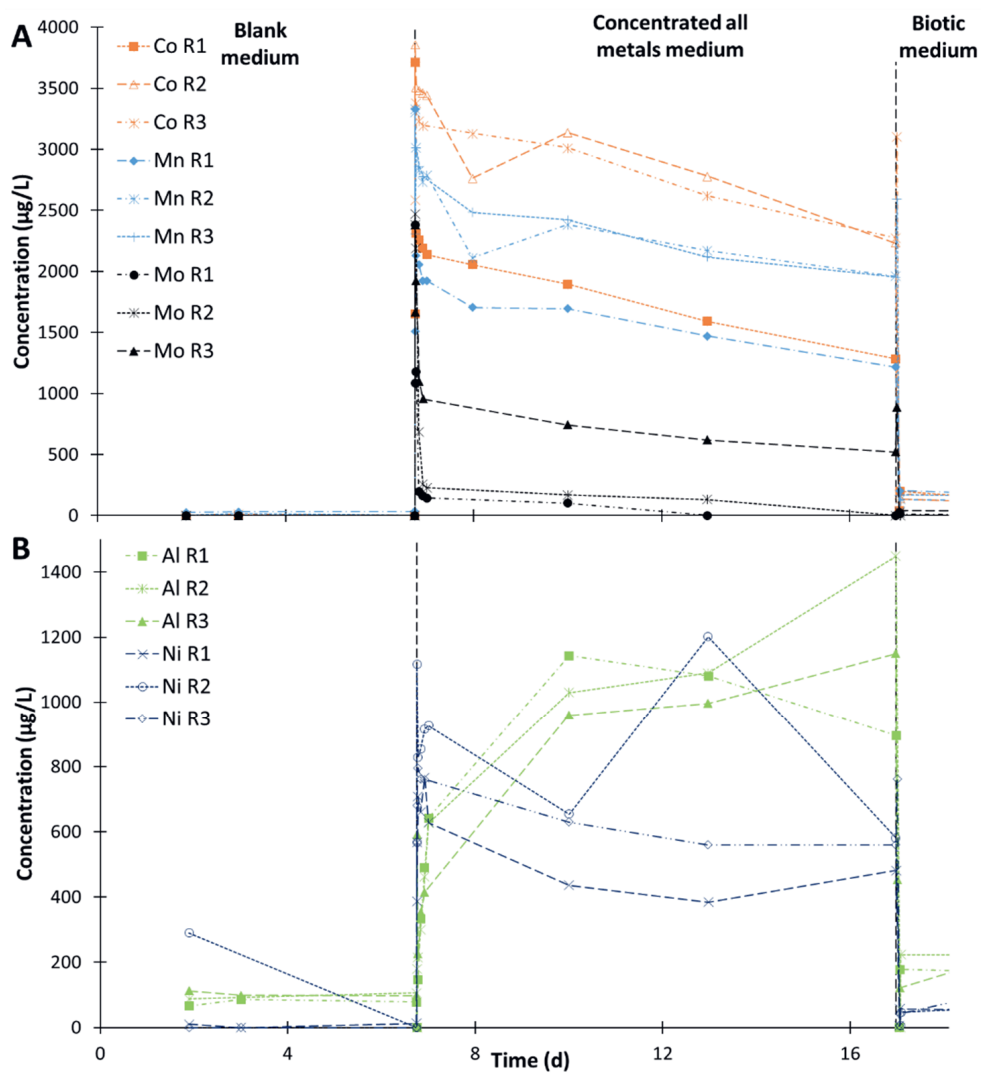 A
Blank
medium
Concentrated all
metals medium
Biotic
medium
Concentration (µg/L)
4000
3500
3000
2500
2000
1500
1000
500
0
Co R1
Co R2
Co R3
Mn R1
Mn R2
Mn R3
Mo R1
Mo R2
Mo R3
B
Concentration (µg/L)
1400
1200
1000
800
600
400
200
0
Al R1
Al R2
Al R3
Ni R1
Ni R2
Ni R3
0
4
8
12
16
Time (d)